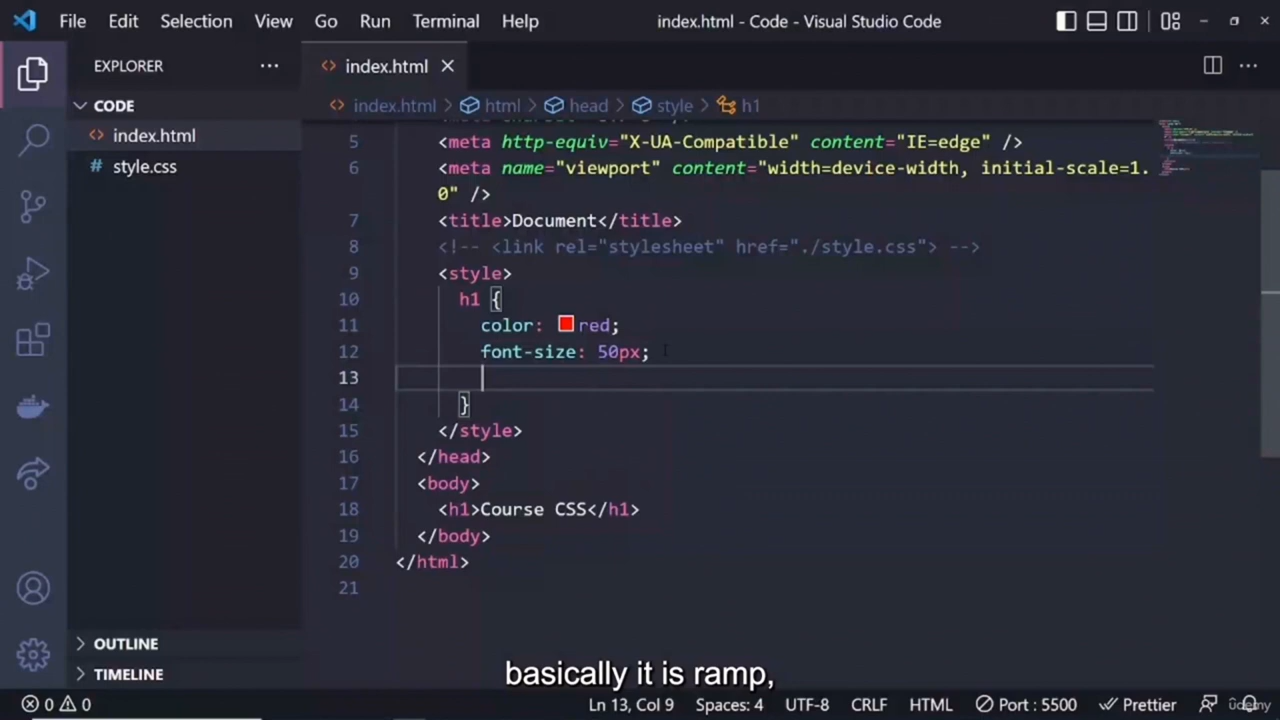 File Edit Selection View Go Run Terminal Help index.html - Code - Visual Studio Code
EXPLORER
index.html
CODE
index.html > html > head > style > h1
index.html
style.css
5 <meta http-equiv="X-UA-Compatible" content="IE=edge" />
6 <meta name="viewport" content="width=device-width, initial-scale=1.
0" />
7 <title>Document</title>
8 <!-- <link rel="stylesheet" href="./style.css"> -->
9 <style>
10 h1 {
11 color: red;
12 font-size: 50px;
13
14 }
15 </style>
16 </head>
17 <body>
18 <h1>Course CSS</h1>
19 </body>
20 </html>
21
OUTLINE
TIMELINE
basically it is ramp,
0 0 Ln 13, Col 9 Spaces: 4 UTF-8 CRLF HTML Port : 5500 Prettier
udemy